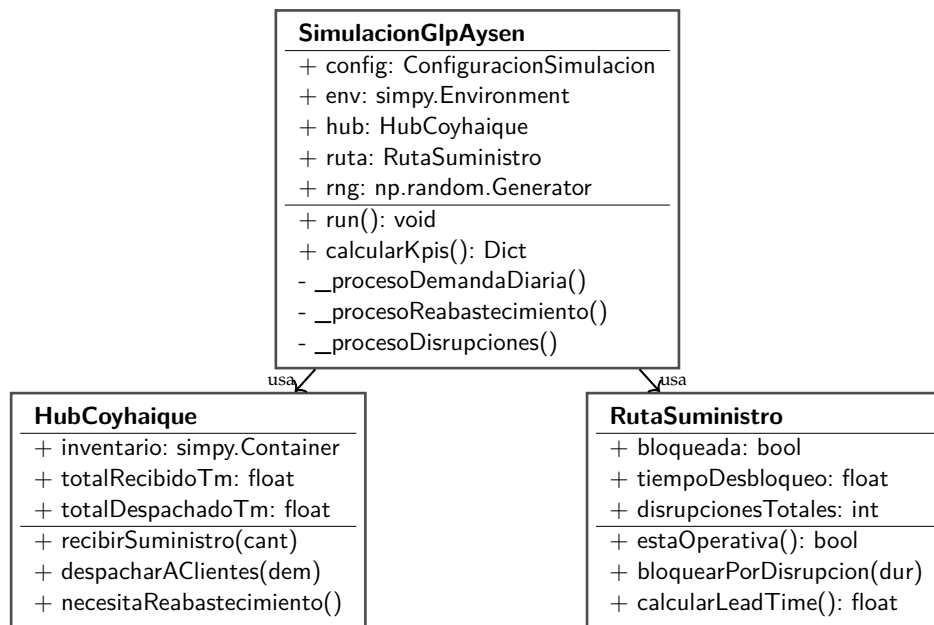 SimulacionGlpAysen
+ config: ConfiguracionSimulacion
+ env: simpy.Environment
+ hub: HubCoyhaique
+ ruta: RutaSuministro
+ rng: np.random.Generator
+ run(): void
+ calcularKpis(): Dict
- _procesoDemandaDiaria()
- _procesoReabastecimiento()
- _procesoDisrupciones()
usa
usa
HubCoyhaique
+ inventario: simpy.Container
+ totalRecibidoTm: float
+ totalDespachadoTm: float
+ recibirSuministro(cant)
+ despacharAClientes(dem)
+ necesitaReabastecimiento()
RutaSuministro
+ bloqueada: bool
+ tiempoDesbloqueo: float
+ disrupcionesTotales: int
+ estaOperativa(): bool
+ bloquearPorDisrupcion(dur)
+ calcularLeadTime(): float